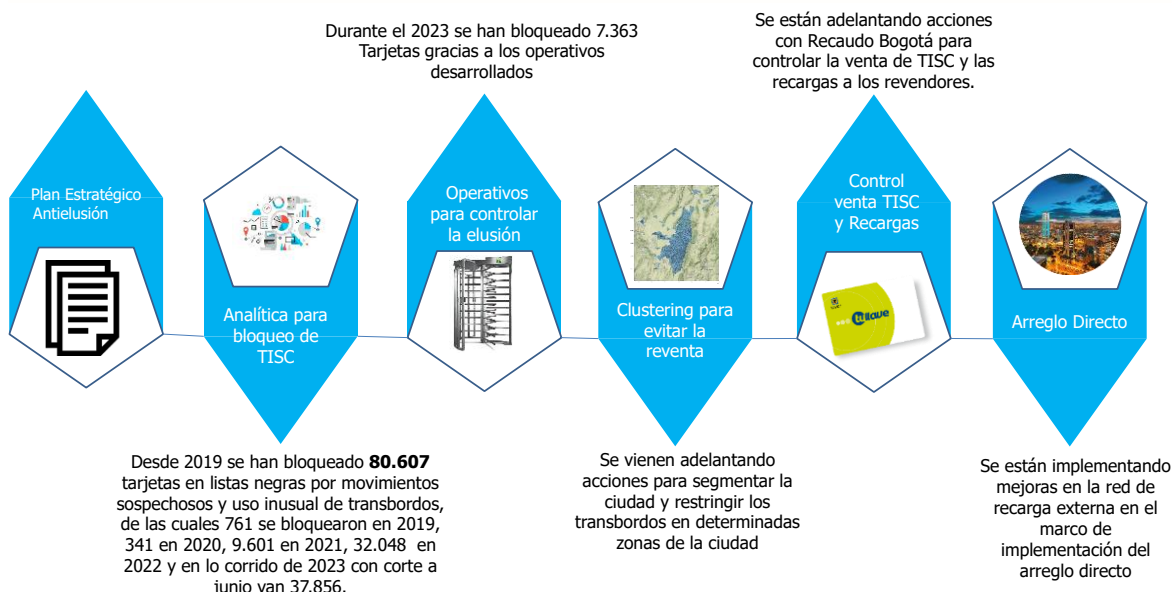 Durante el 2023 se han bloqueado 7.363
Tarjetas gracias a los operativos
desarrollados
Se están adelantando acciones
con Recaudo Bogotá para
controlar la venta de TISC y las
recargas a los revendores.
Plan Estratégico
Antielusión
Analítica para
bloqueo de
TISC
Operativos
para controlar
la elusión
Clustering para
evitar la
reventa
Control
venta TISC
y Recargas
tullave
Arreglo Directo
Desde 2019 se han bloqueado 80.607
tarjetas en listas negras por movimientos
sospechosos y uso inusual de transbordos,
de las cuales 761 se bloquearon en 2019,
341 en 2020, 9.601 en 2021, 32.048 en
2022 y en lo corrido de 2023 con corte a
junio van 37.856.
Se vienen adelantando
acciones para segmentar la
ciudad y restringir los
transbordos en determinadas
zonas de la ciudad
Se están implementando
mejoras en la red de
recarga externa en el
marco de
implementación del
arreglo directo